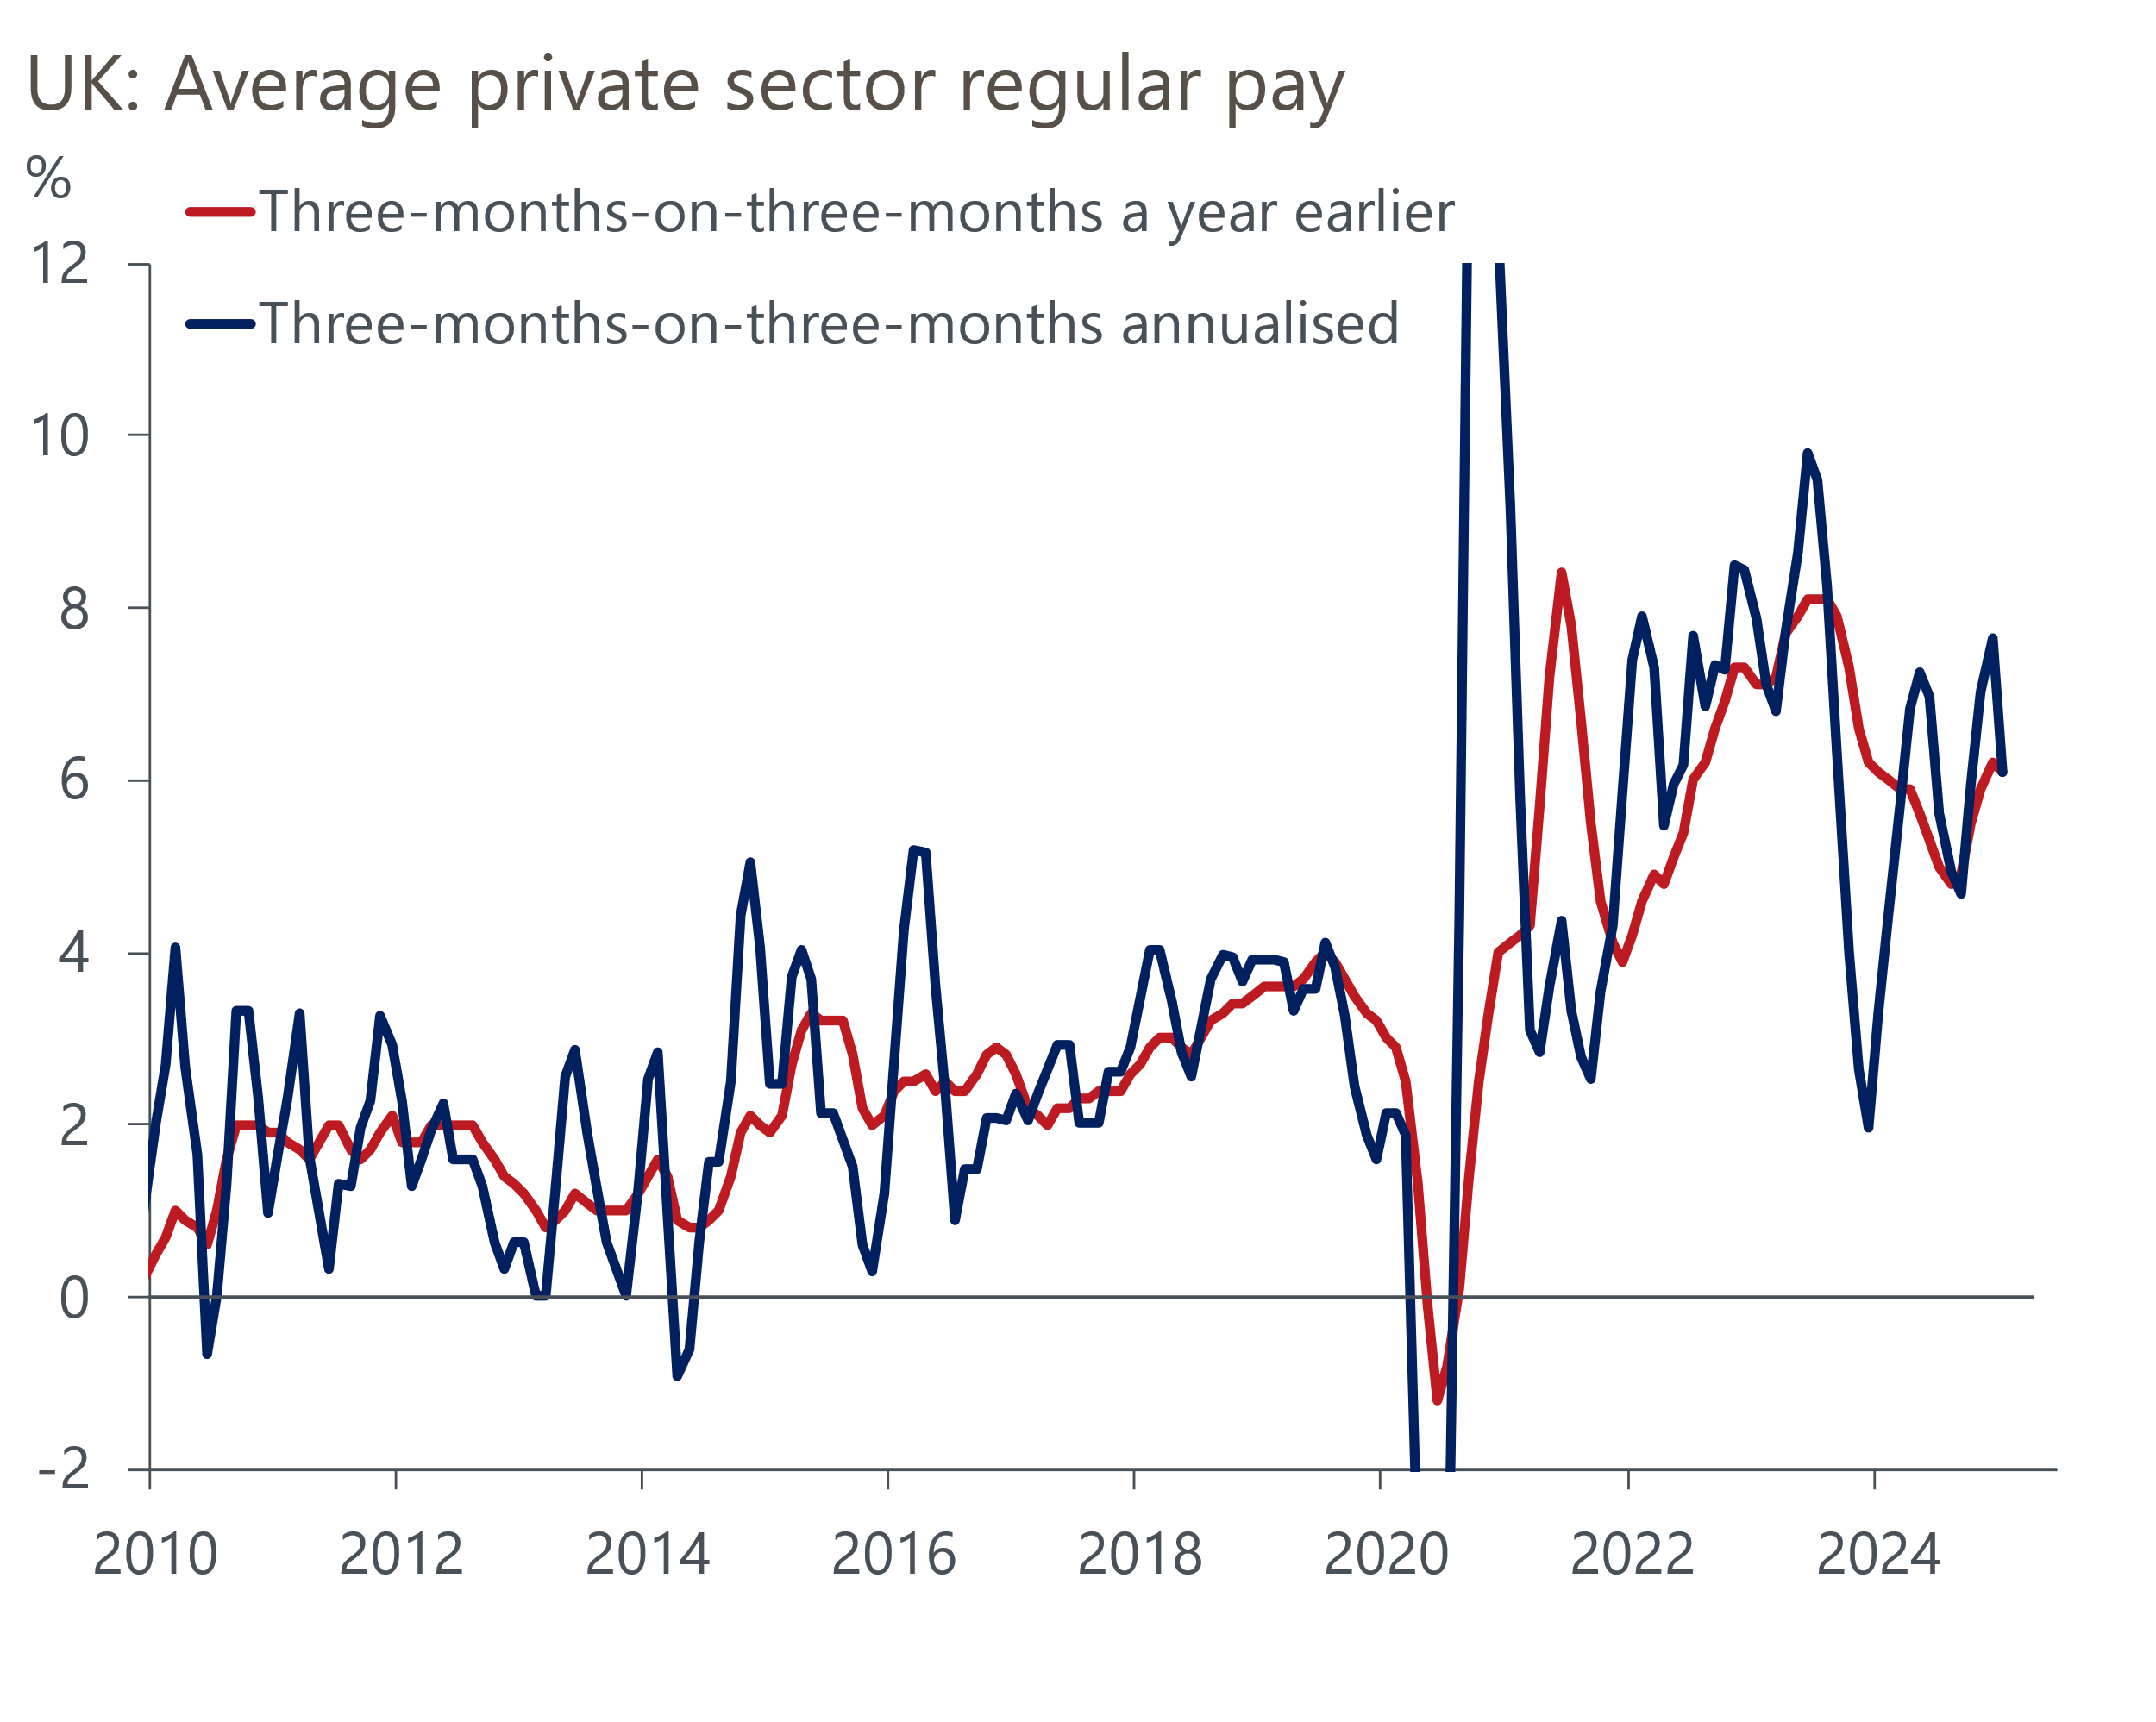 UK: Average private sector regular pay
%
Three-months-on-three-months a year earlier
12
Three-months-on-three-months annualised
10
8
6
4
2
0
-2
2010 2012 2014 2016 2018 2020 2022 2024